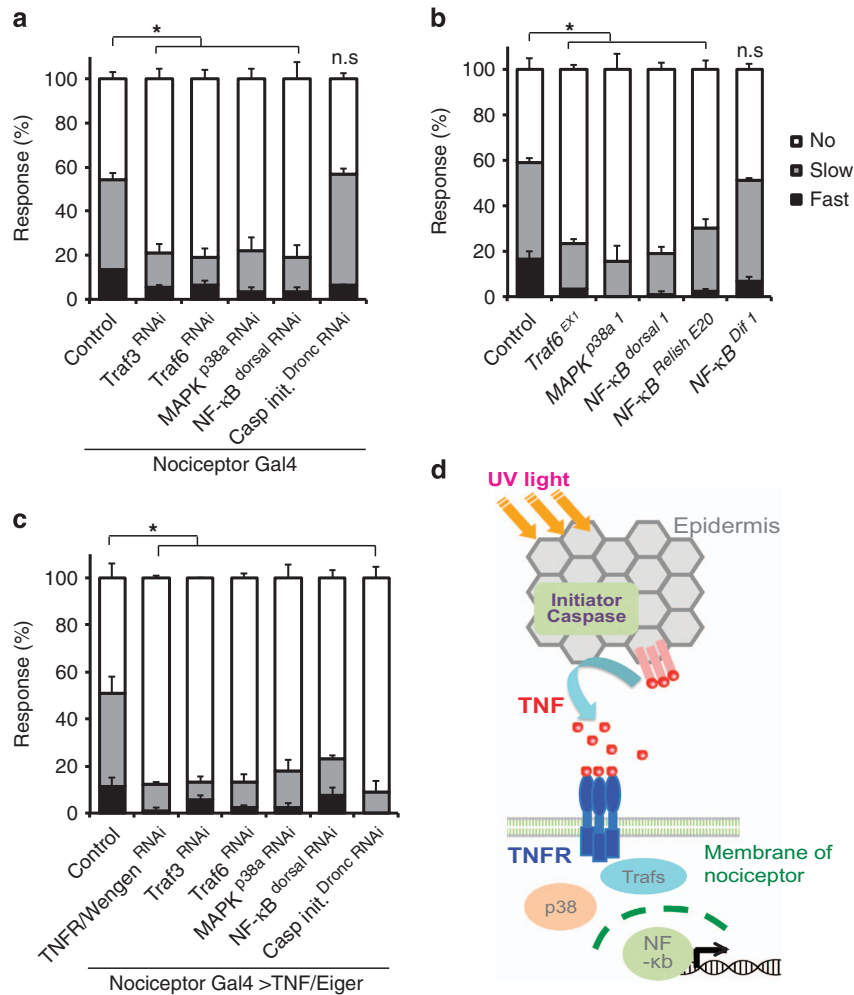 a
*
n.s
100
80
60
40
20
0
Response (%)
Control
Traf3 RNAi
Traf6 RNAi
MAPK p38a RNAi
NF-κB dorsal RNAi
Casp init. Dronc RNAi
Nociceptor Gal4
b
*
n.s
100
80
60
40
20
0
Response (%)
No
Slow
Fast
Control
Traf6 EX1
MAPK p38a 1
NF-κB dorsal 1
NF-κB Relish E20
NF-κB Dif 1
c
*
100
80
60
40
20
0
Response (%)
Control
TNFR/Wengen RNAi
Traf3 RNAi
Traf6 RNAi
MAPK p38a RNAi
NF-κB dorsal RNAi
Casp init. Dronc RNAi
Nociceptor Gal4 >TNF/Eiger
d
UV light
Epidermis
Initiator
Caspase
TNF
TNFR
Membrane of
nociceptor
Trafs
p38
NF
-κb